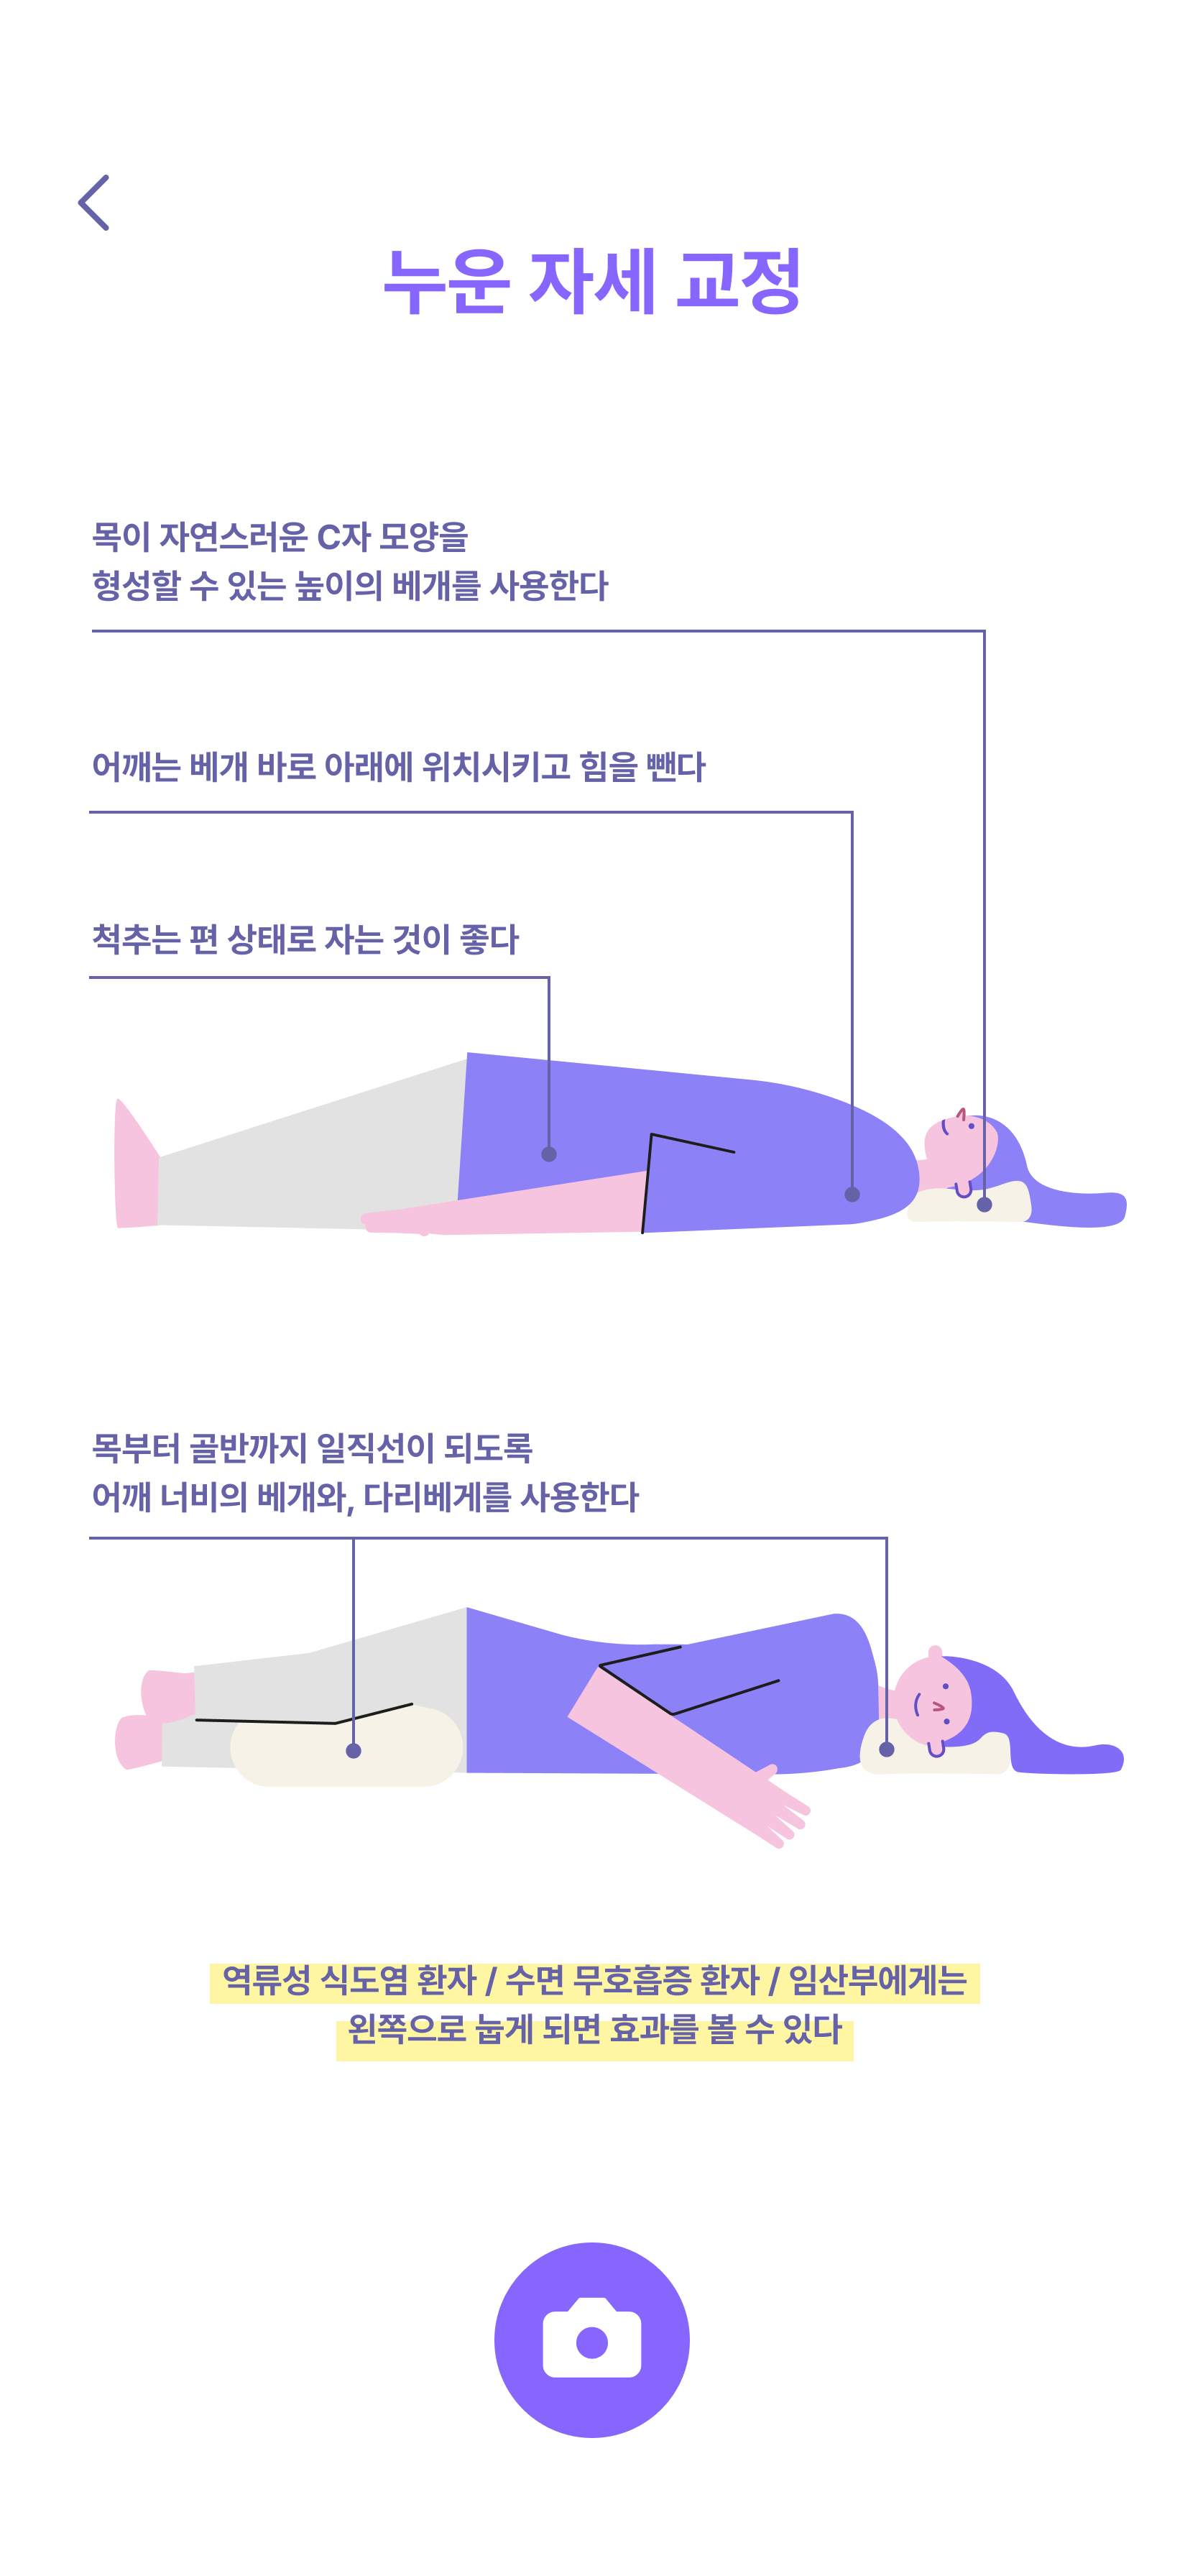 누운 자세 교정
목이 자연스러운 C자 모양을
형성할 수 있는 높이의 베개를 사용한다
어깨는 베개 바로 아래에 위치시키고 힘을 뺀다
척추는 편 상태로 자는 것이 좋다
목부터 골반까지 일직선이 되도록
어깨 너비의 베개와, 다리베게를 사용한다
역류성 식도염 환자 / 수면 무호흡증 환자 / 임산부에게는
왼쪽으로 눕게 되면 효과를 볼 수 있다